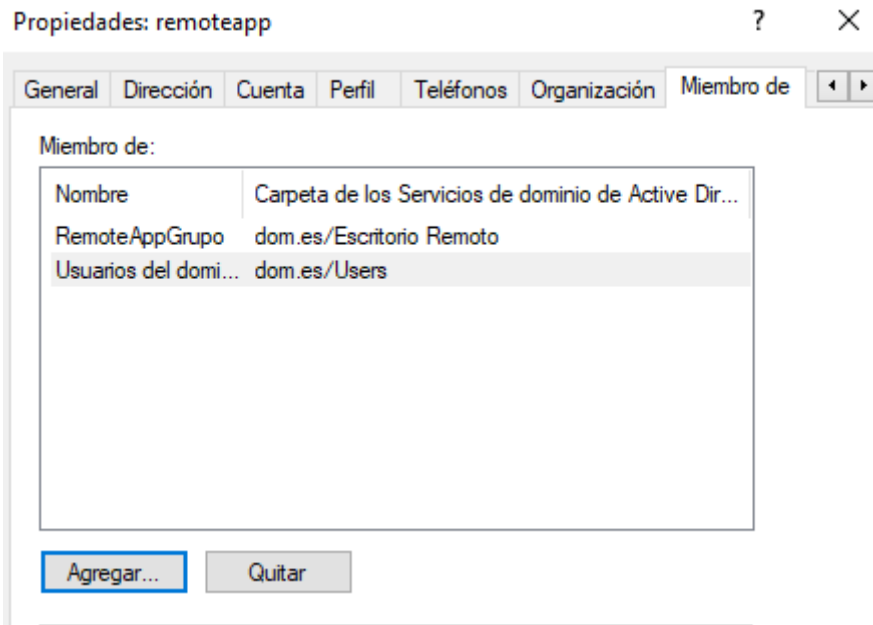 Propiedades: remoteapp ? ×
General Dirección Cuenta Perfil Teléfonos Organización Miembro de
Miembro de:
Nombre Carpeta de los Servicios de dominio de Active Dir...
RemoteAppGrupo dom.es/Escritorio Remoto
Usuarios del domi... dom.es/Users
Agregar... Quitar